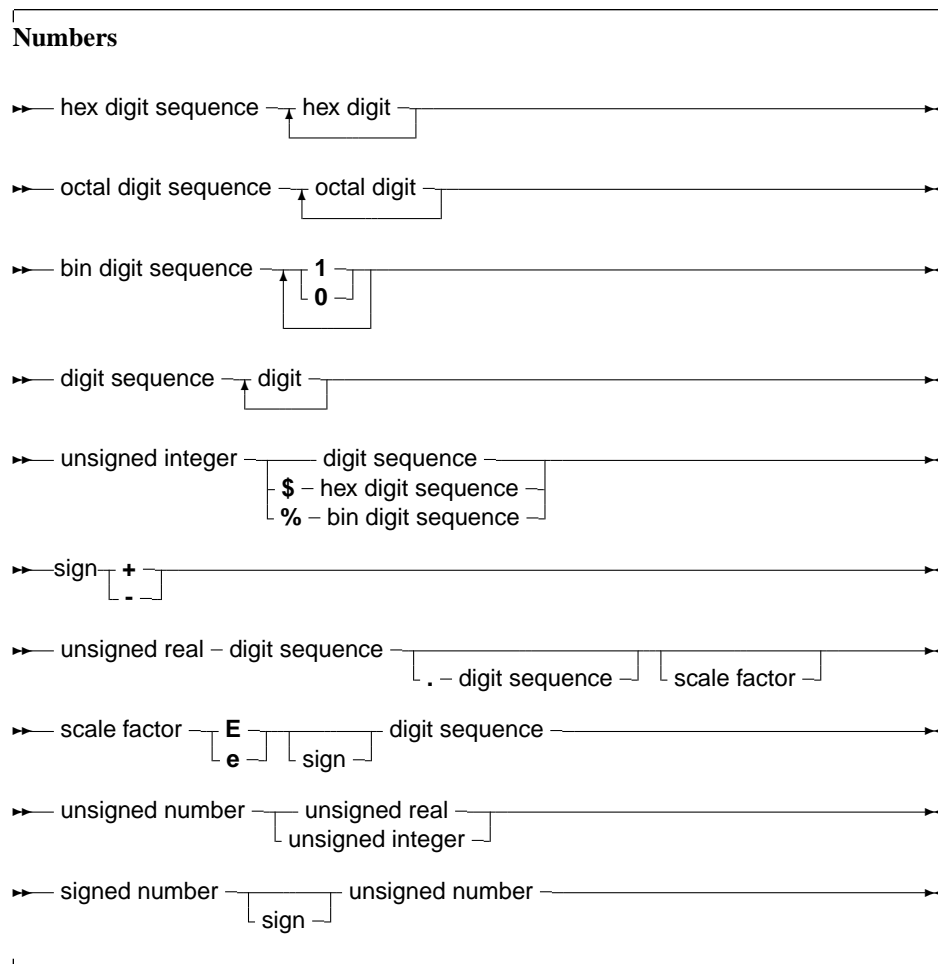 Numbers
hex digit sequence hex digit
octal digit sequence octal digit
bin digit sequence 1
0
digit sequence digit
unsigned integer digit sequence
$ hex digit sequence
% bin digit sequence
sign +
-
unsigned real digit sequence
. digit sequence scale factor
scale factor E digit sequence
e sign
unsigned number unsigned real
unsigned integer
signed number unsigned number
sign